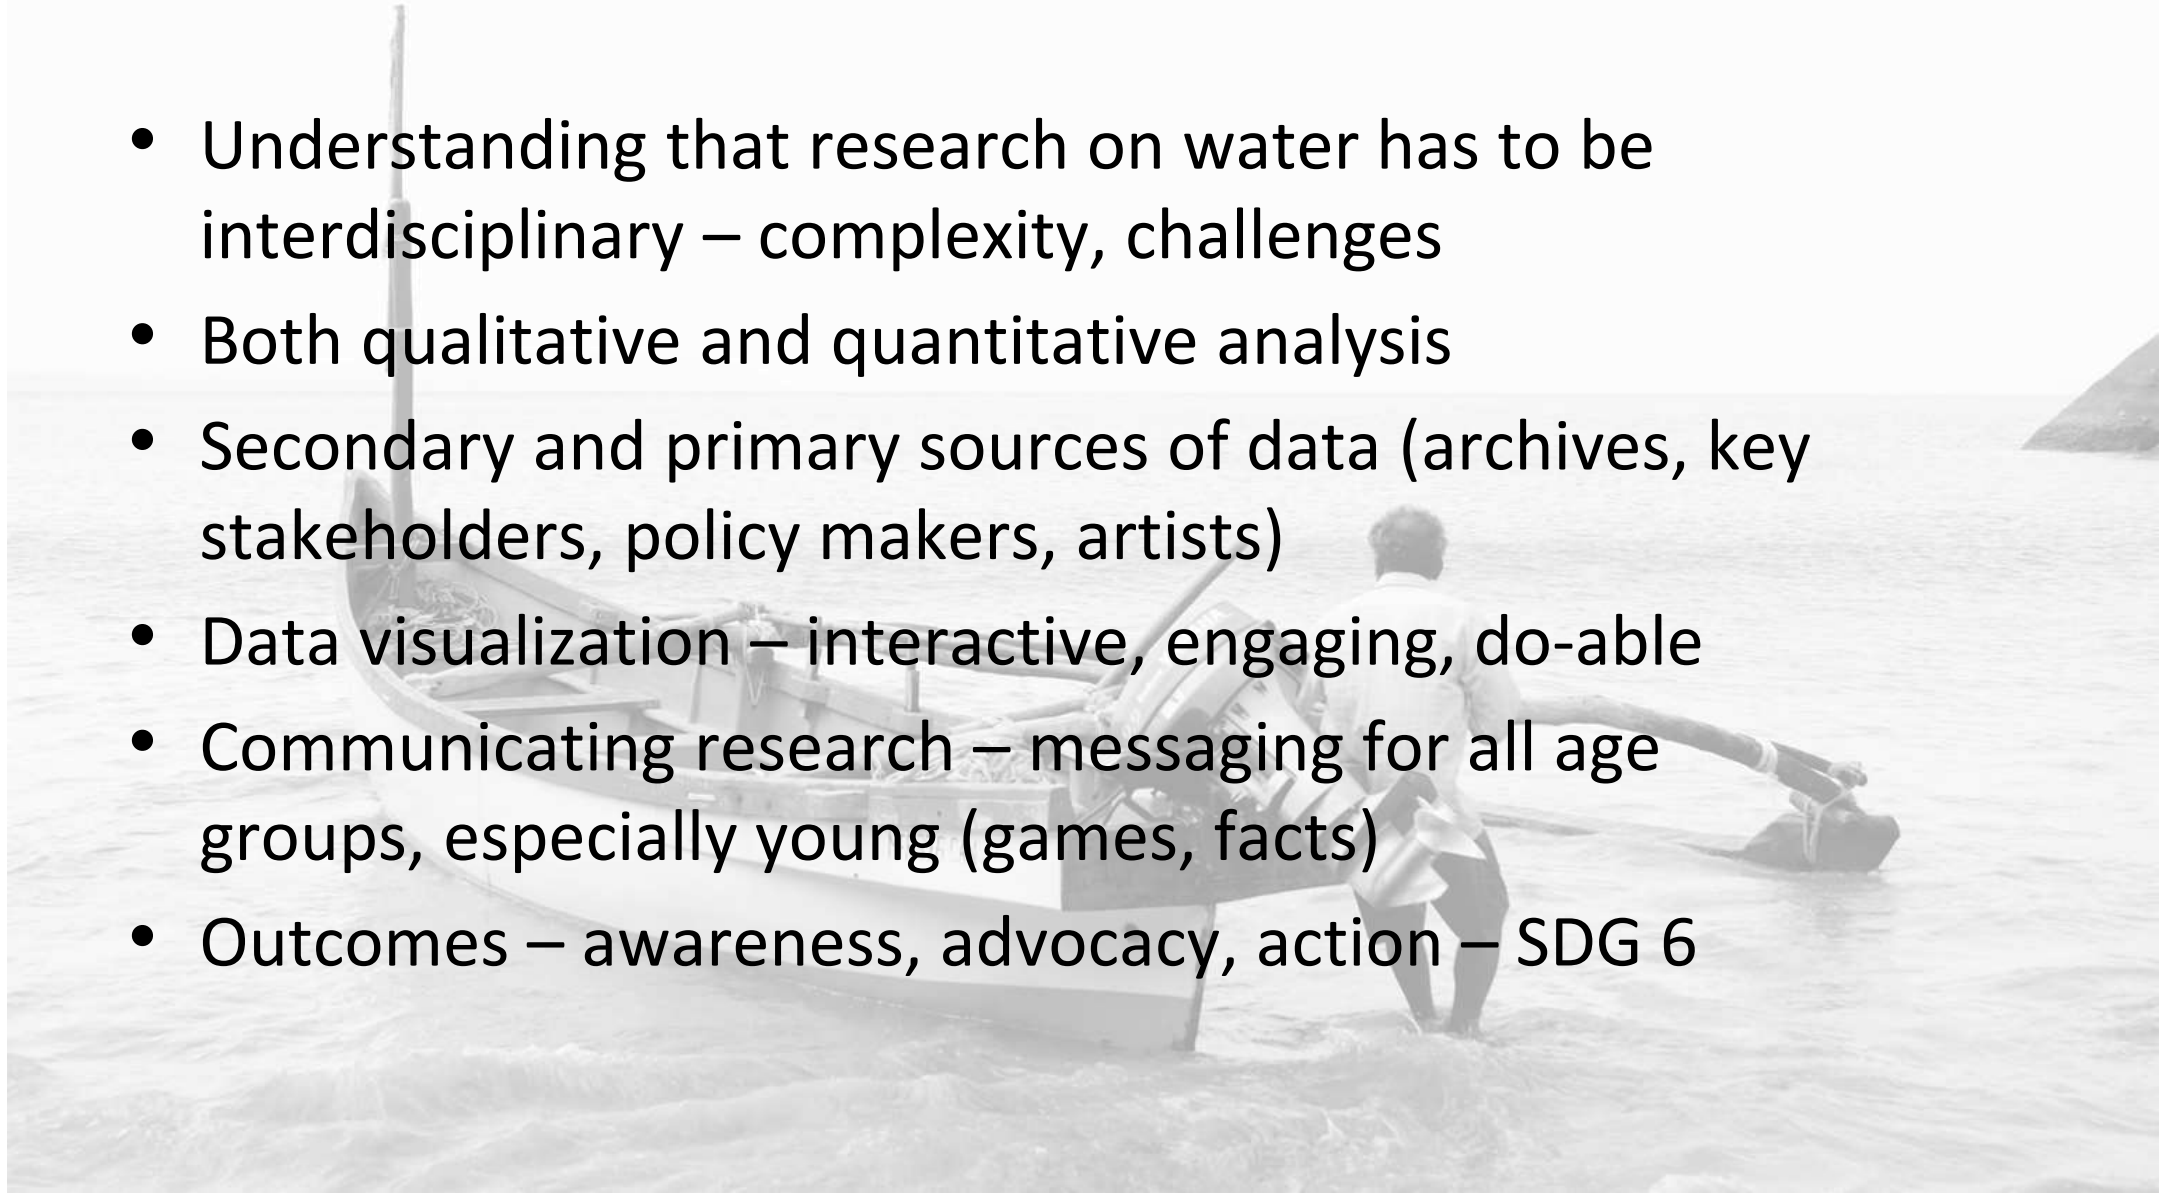 • Understanding that research on water has to be
interdisciplinary – complexity, challenges
• Both qualitative and quantitative analysis
• Secondary and primary sources of data (archives, key
stakeholders, policy makers, artists)
• Data visualization – interactive, engaging, do-able
• Communicating research – messaging for all age
groups, especially young (games, facts)
• Outcomes – awareness, advocacy, action – SDG 6